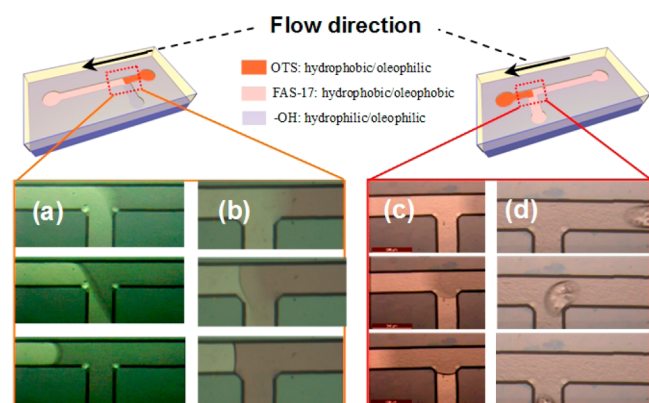 Flow direction
OTS: hydrophobic/oleophilic
FAS-17: hydrophobic/oleophobic
-OH: hydrophilic/oleophilic
(a) (b) (c) (d)